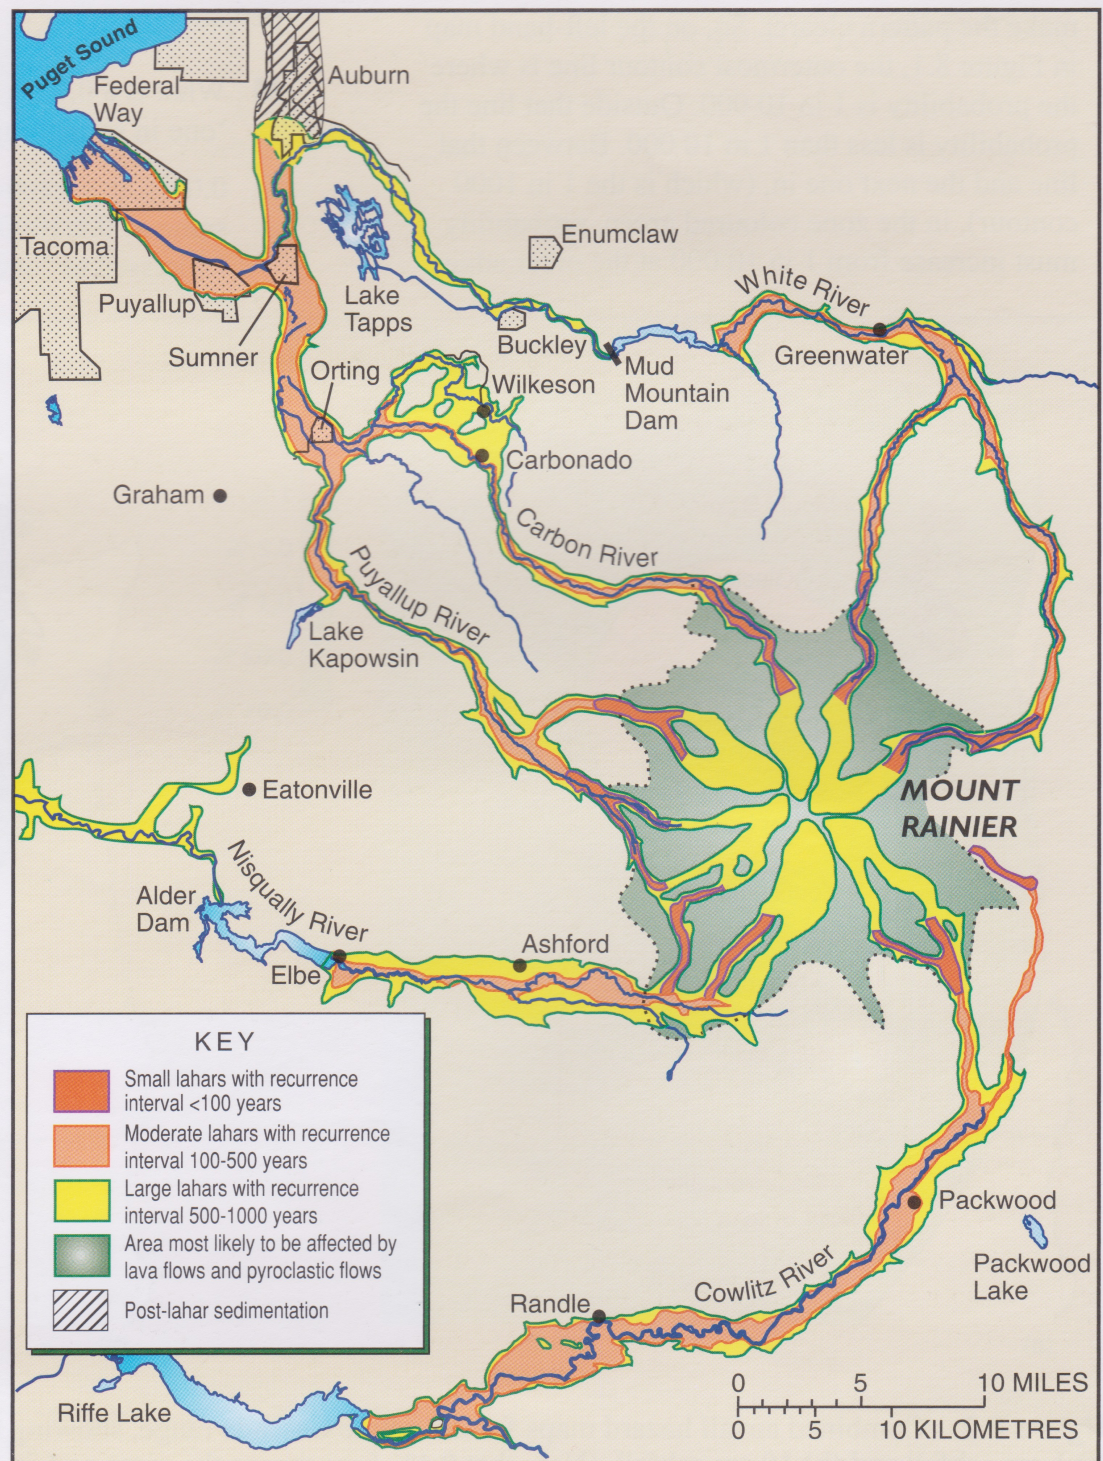 Puget Sound
Federal
Way
Auburn
Tacoma
Puyallup
Sumner
Lake
Tapps
Enumclaw
Buckley
Mud
Mountain
Dam
White River
Greenwater
Orting
Wilkeson
Carbonado
Graham
Carbon River
Puyallup River
Lake
Kapowsin
Eatonville
MOUNT
RAINIER
Nisqually River
Alder
Dam
Elbe
Ashford
KEY
Small lahars with recurrence
interval <100 years
Moderate lahars with recurrence
interval 100-500 years
Large lahars with recurrence
interval 500-1000 years
Area most likely to be affected by
lava flows and pyroclastic flows
Post-lahar sedimentation
Packwood
Packwood
Lake
Cowlitz River
Randle
Riffe Lake
0 5 10 MILES
0 5 10 KILOMETRES